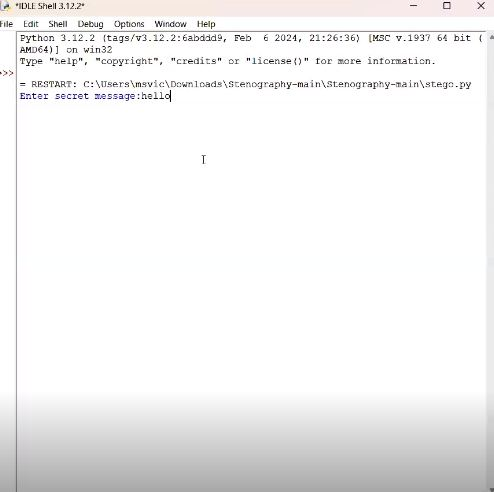 *IDLE Shell 3.12.2*
File Edit Shell Debug Options Window Help
Python 3.12.2 (tags/v3.12.2:6abddd9, Feb  6 2024, 21:26:36) [MSC v.1937 64 bit (
AMD64)] on win32
Type "help", "copyright", "credits" or "license()" for more information.
>>>
= RESTART: C:\Users\msvic\Downloads\Stenography-main\Stenography-main\stego.py
Enter secret message:hello